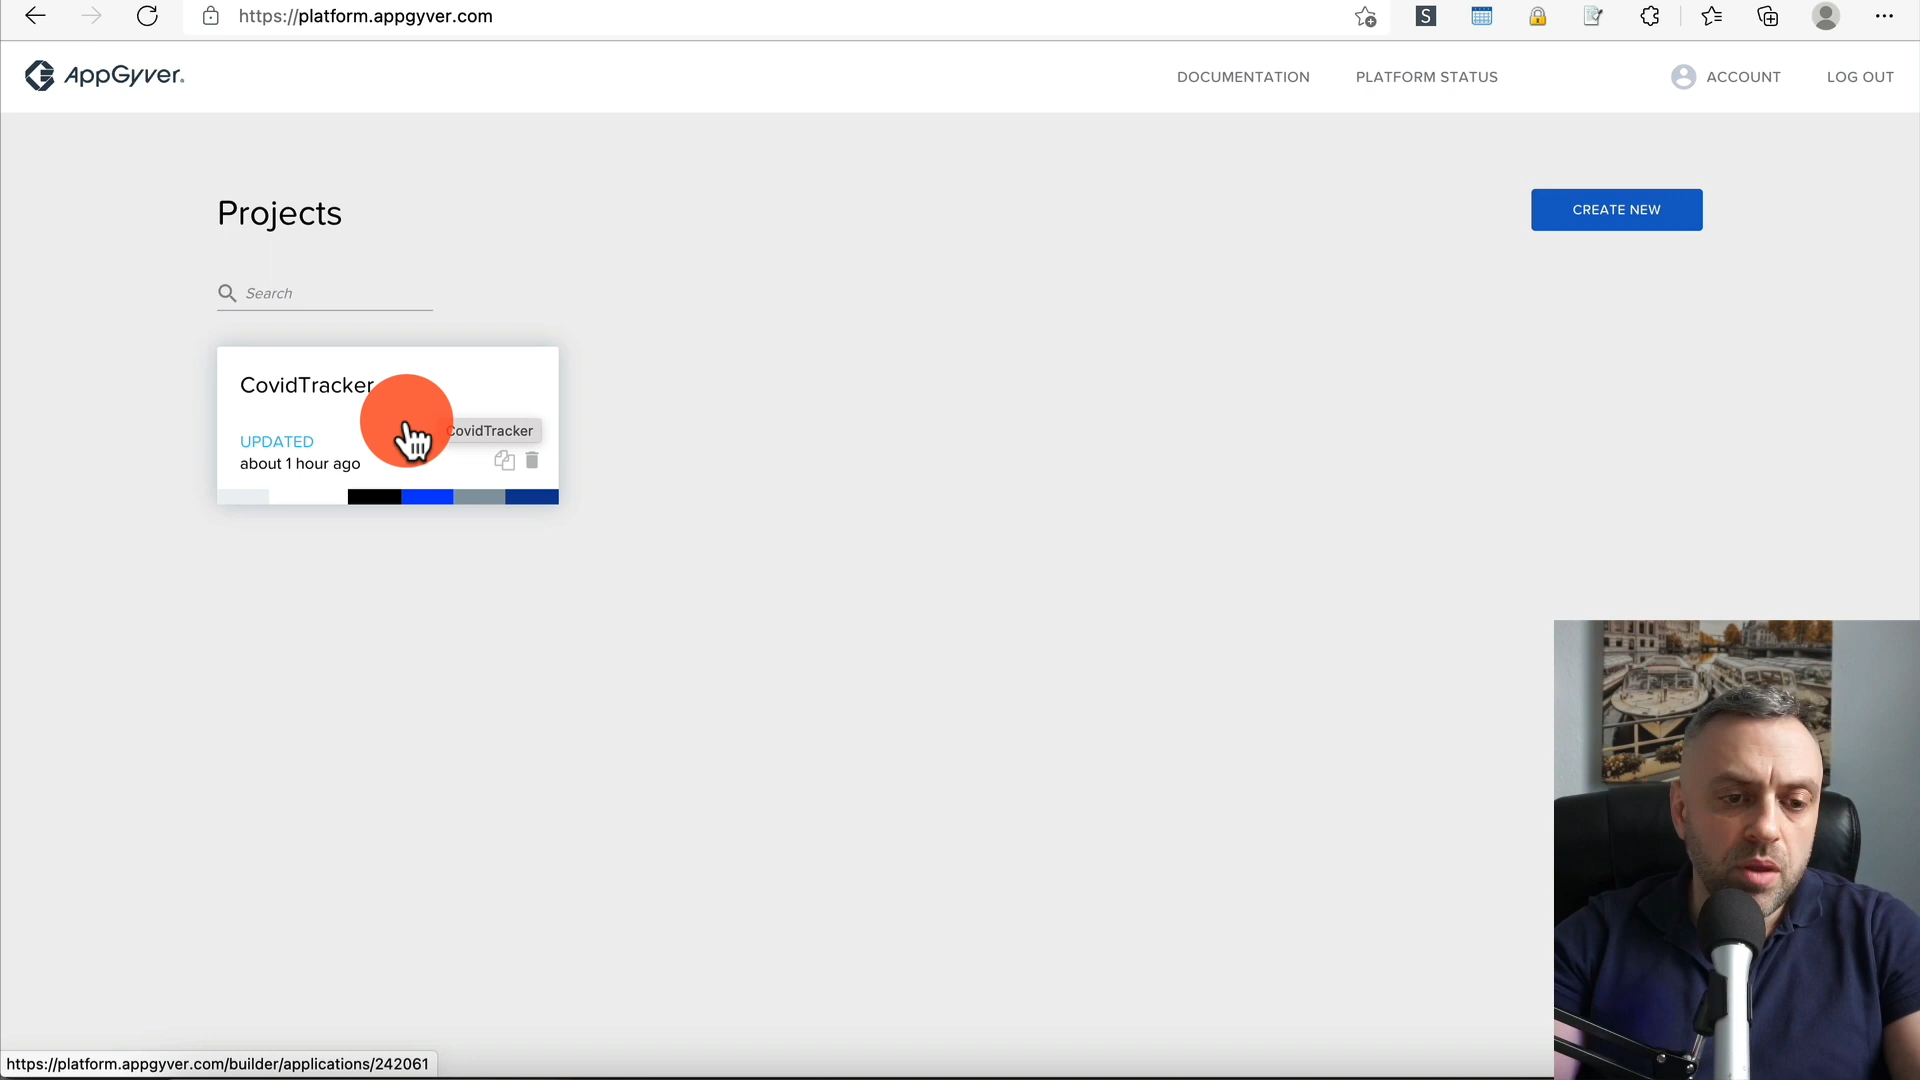 https://platform.appgyver.com
S
AppGyver.
DOCUMENTATION
PLATFORM STATUS
ACCOUNT
LOG OUT
Projects
CREATE NEW
Search
CovidTracker
CovidTracker
UPDATED
about 1 hour ago
https://platform.appgyver.com/builder/applications/242061